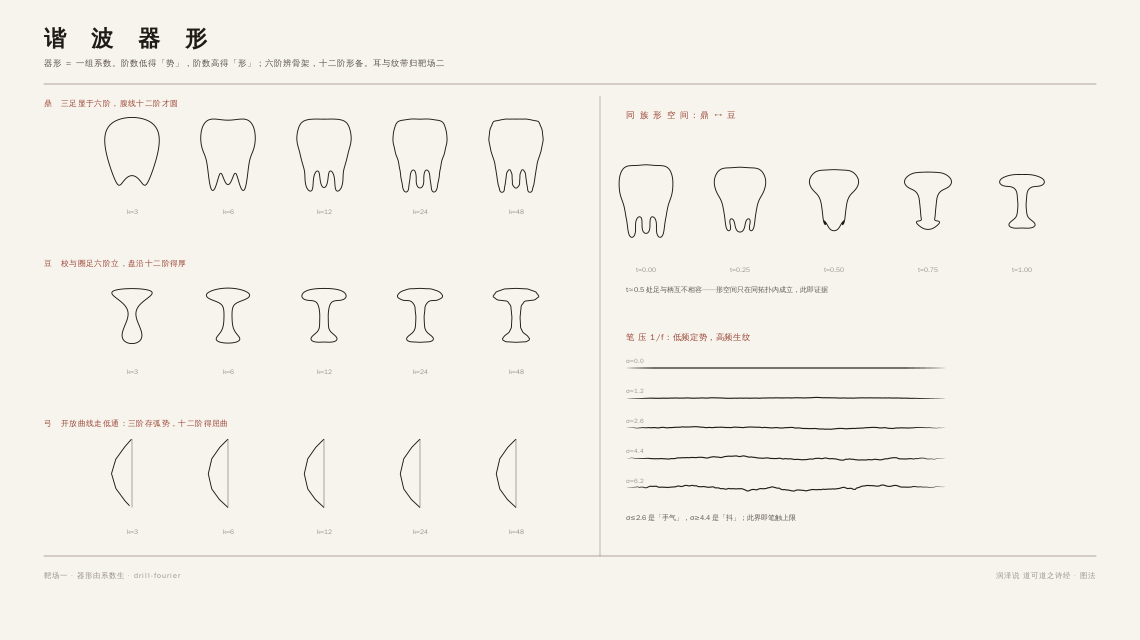 谐波器形
器形 = 一组系数。阶数低得「势」，阶数高得「形」；六阶辨骨架，十二阶形备。耳与纹带归靶场二
鼎 三足显于六阶，腹线十二阶才圆
k=3 k=6 k=12 k=24 k=48
豆 校与圈足六阶立，盘沿十二阶得厚
k=3 k=6 k=12 k=24 k=48
弓 开放曲线走低通：三阶存弧势，十二阶得屈曲
k=3 k=6 k=12 k=24 k=48
同族形空间：鼎 ↔ 豆
t=0.00 t=0.25 t=0.50 t=0.75 t=1.00
t≈0.5 处足与柄互不相容——形空间只在同拓扑内成立，此即证据
笔压 1/f：低频定势，高频生纹
σ=0.0
σ=1.2
σ=2.6
σ=4.4
σ=6.2
σ≤2.6 是「手气」，σ≥4.4 是「抖」；此界即笔触上限
靶场一 · 器形由系数生 · drill-fourier
润泽说 道可道之诗经 · 图法